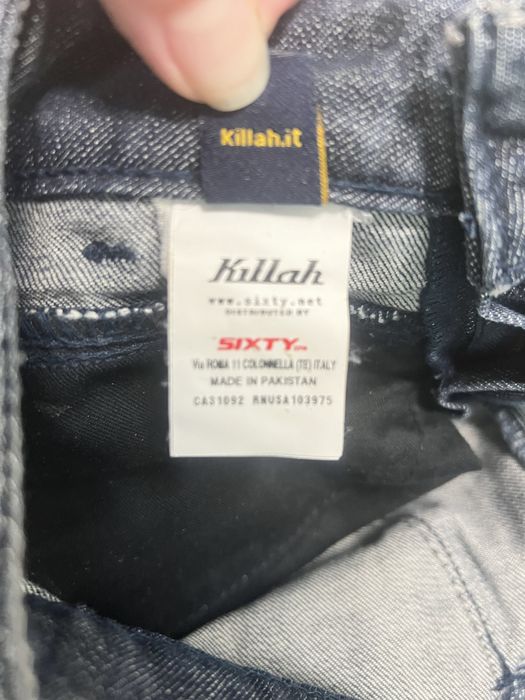 killah.it
Killah
www.sixty.net
DISTRIBUTED BY
SIXTY SPA
Via ROMA 11 COLONNELLA (TE) ITALY
MADE IN PAKISTAN
CA31092 RNUSA103975